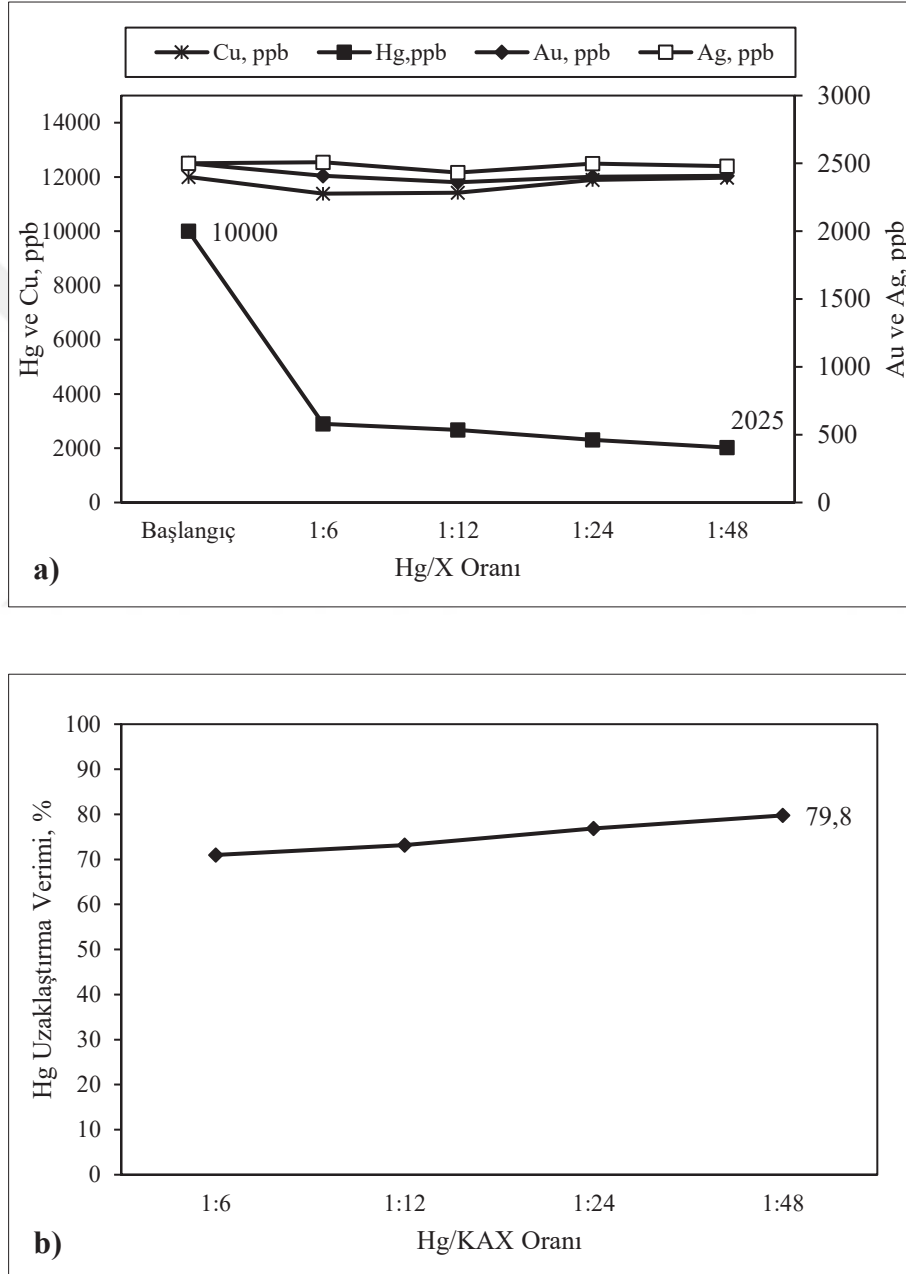 Cu, ppb Hg,ppb Au, ppb Ag, ppb
Hg ve Cu, ppb
14000
12000
10000
8000
6000
4000
2000
0
10000
2025
3000
2500
2000
1500
1000
500
0
Au ve Ag, ppb
Başlangıç 1:6 1:12 1:24 1:48
Hg/X Oranı
a)
Hg Uzaklaştırma Verimi, %
100
90
80
70
60
50
40
30
20
10
0
79,8
1:6 1:12 1:24 1:48
Hg/KAX Oranı
b)